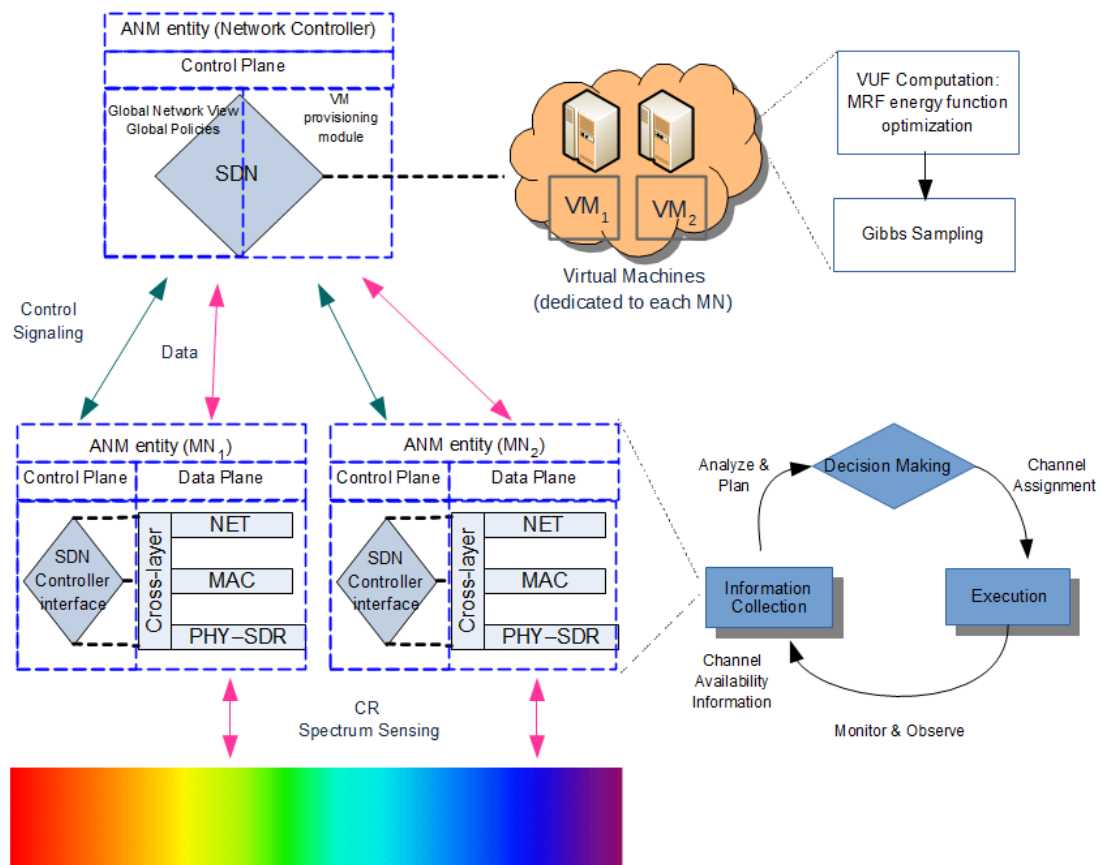 ANM entity (Network Controller)
Control Plane
Global Network View
Global Policies
VM
provisioning
module
SDN
VM1
VM2
Virtual Machines
(dedicated to each MN)
VUF Computation:
MRF energy function
optimization
Gibbs Sampling
Control
Signaling
Data
ANM entity (MN1)
Control Plane
Data Plane
SDN
Controller
interface
Cross-layer
NET
MAC
PHY–SDR
ANM entity (MN2)
Control Plane
Data Plane
SDN
Controller
interface
Cross-layer
NET
MAC
PHY–SDR
Analyze &
Plan
Decision Making
Channel
Assignment
Information
Collection
Execution
Channel
Availability
Information
Monitor & Observe
CR
Spectrum Sensing